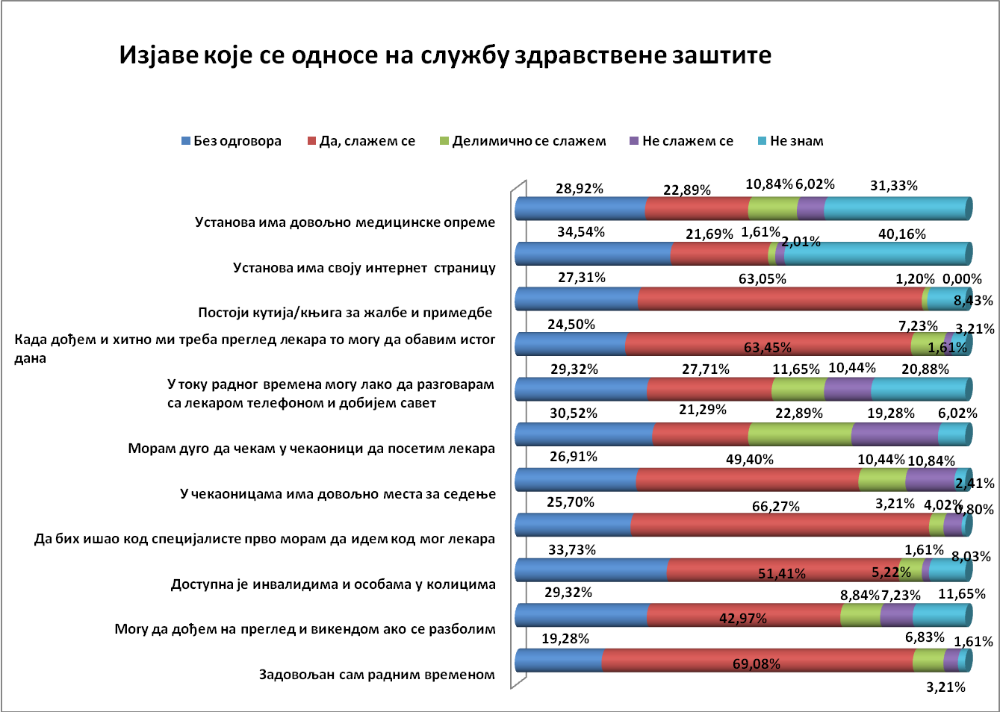 Изјаве које се односе на службу здравствене заштите
Без одговора Да, слажем се Делимично се слажем Не слажем се Не знам
28,92% 22,89% 10,84% 6,02% 31,33%
Установа има довољно медицинске опреме
34,54% 21,69% 1,61% 2,01% 40,16%
Установа има своју интернет страницу
27,31% 63,05% 1,20% 0,00% 8,43%
Постоји кутија/књига за жалбе и примедбе
24,50% 63,45% 7,23% 1,61% 3,21%
Када дођем и хитно ми треба преглед лекара то могу да обавим истог
дана
29,32% 27,71% 11,65% 10,44% 20,88%
У току радног времена могу лако да разговарам
са лекаром телефоном и добијем савет
30,52% 21,29% 22,89% 19,28% 6,02%
Морам дуго да чекам у чекаоници да посетим лекара
26,91% 49,40% 10,44% 10,84% 2,41%
У чекаоницама има довољно места за седење
25,70% 66,27% 3,21% 4,02% 0,80%
Да бих ишао код специјалисте прво морам да идем код мог лекара
33,73% 51,41% 5,22% 1,61% 8,03%
Доступна је инвалидима и особама у колицима
29,32% 42,97% 8,84% 7,23% 11,65%
Могу да дођем на преглед и викендом ако се разболим
19,28% 69,08% 6,83% 3,21% 1,61%
Задовољан сам радним временом